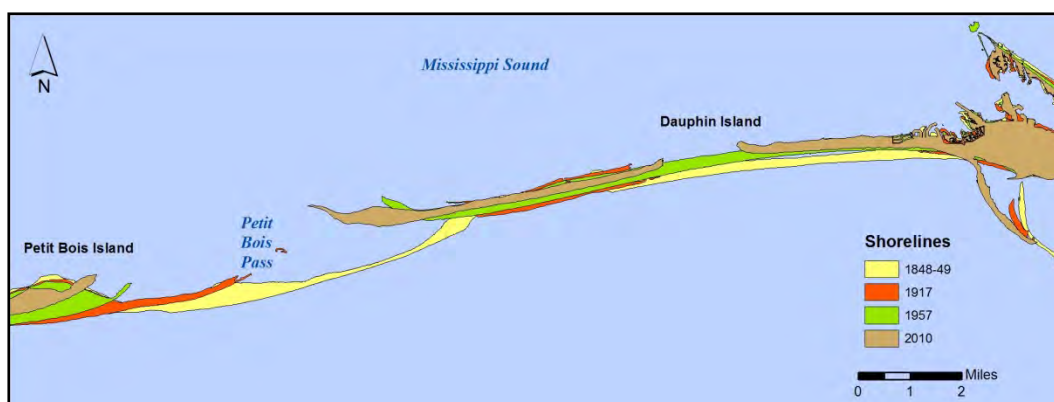 N
Mississippi Sound
Dauphin Island
Petit
Bois
Pass
Petit Bois Island
Shorelines
1848-49
1917
1957
2010
Miles
0 1 2